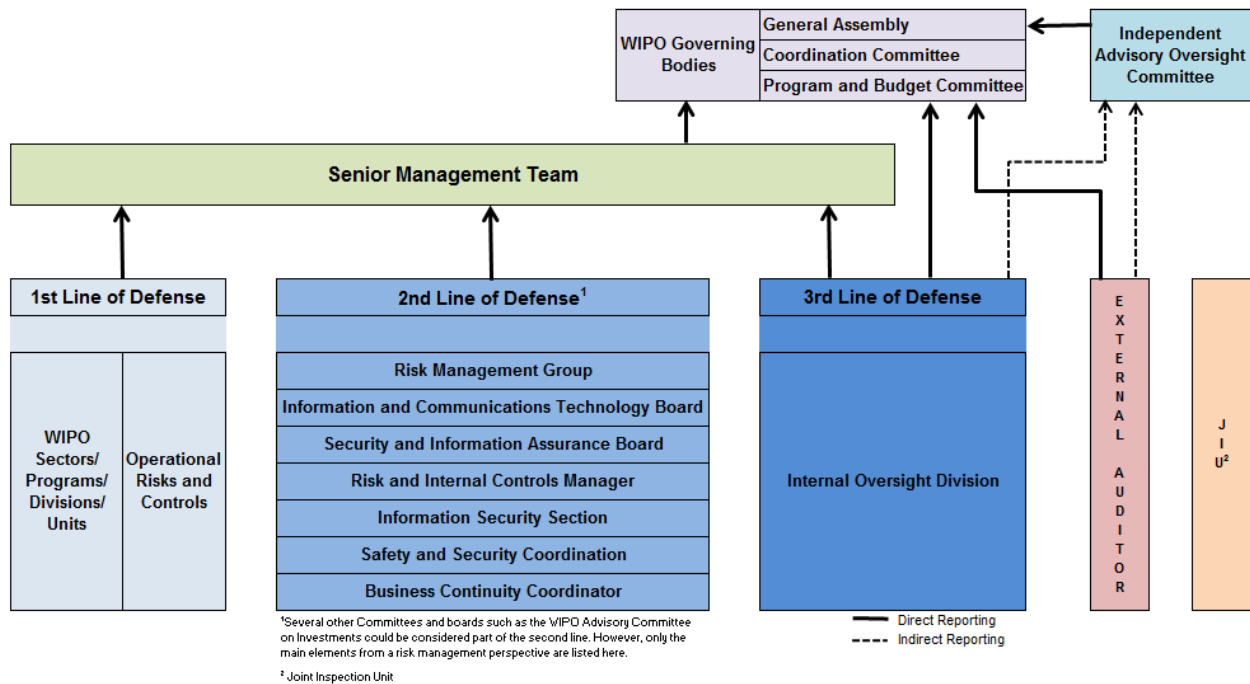 WIPO Governing
Bodies
General Assembly
Coordination Committee
Program and Budget Committee
Independent
Advisory Oversight
Committee
Senior Management Team
1st Line of Defense
2nd Line of Defense¹
3rd Line of Defense
WIPO
Sectors/
Programs/
Divisions/
Units
Operational
Risks and
Controls
Risk Management Group
Information and Communications Technology Board
Security and Information Assurance Board
Risk and Internal Controls Manager
Information Security Section
Safety and Security Coordination
Business Continuity Coordinator
Internal Oversight Division
E
X
T
E
R
N
A
L
A
U
D
I
T
O
R
J
I
U²
¹Several other Committees and boards such as the WIPO Advisory Committee
on Investments could be considered part of the second line. However, only the
main elements from a risk management perspective are listed here.
² Joint Inspection Unit
Direct Reporting
Indirect Reporting